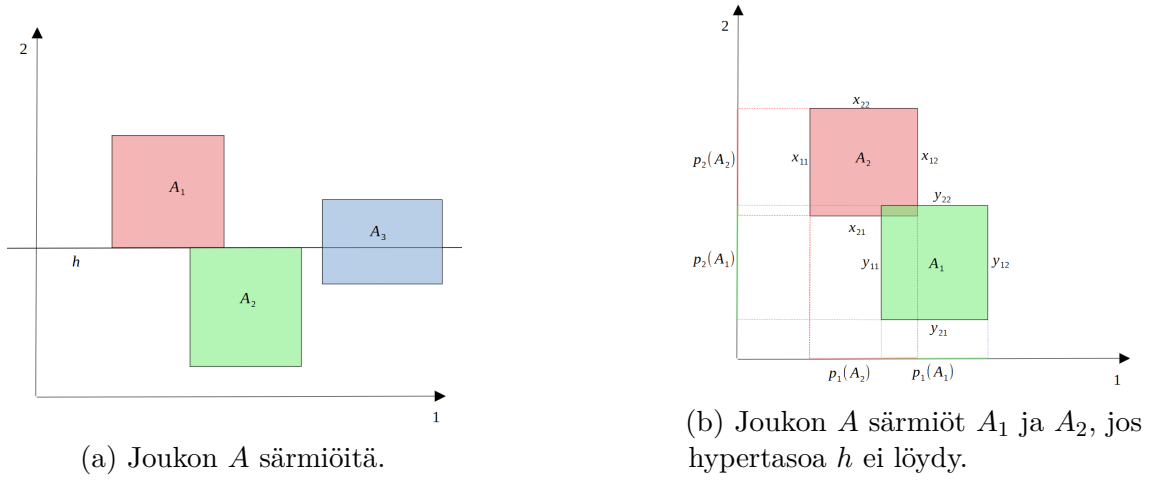 2
A₁
A₃
h
A₂
1
(a) Joukon A särmiöitä.
2
x₂₂
p₂(A₂)
x₁₁
A₂
x₁₂
y₂₂
x₂₁
p₂(A₁)
y₁₁
A₁
y₁₂
y₂₁
p₁(A₂)
p₁(A₁)
1
(b) Joukon A särmiöt A₁ ja A₂, jos
hypertasoa h ei löydy.